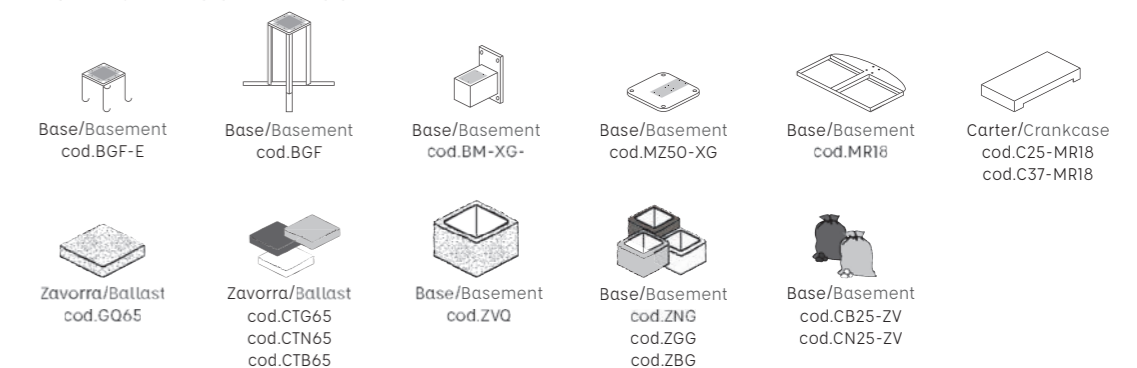 Base/Basement
cod.BGF-E
Base/Basement
cod.BGF
Base/Basement
cod.BM-XG-
Base/Basement
cod.MZ50-XG
Base/Basement
cod.MR18
Carter/Crankcase
cod.C25-MR18
cod.C37-MR18
Zavorra/Ballast
cod.GQ65
Zavorra/Ballast
cod.CTG65
cod.CTN65
cod.CTB65
Base/Basement
cod.ZVQ
Base/Basement
cod.ZNG
cod.ZGG
cod.ZBG
Base/Basement
cod.CB25-ZV
cod.CN25-ZV